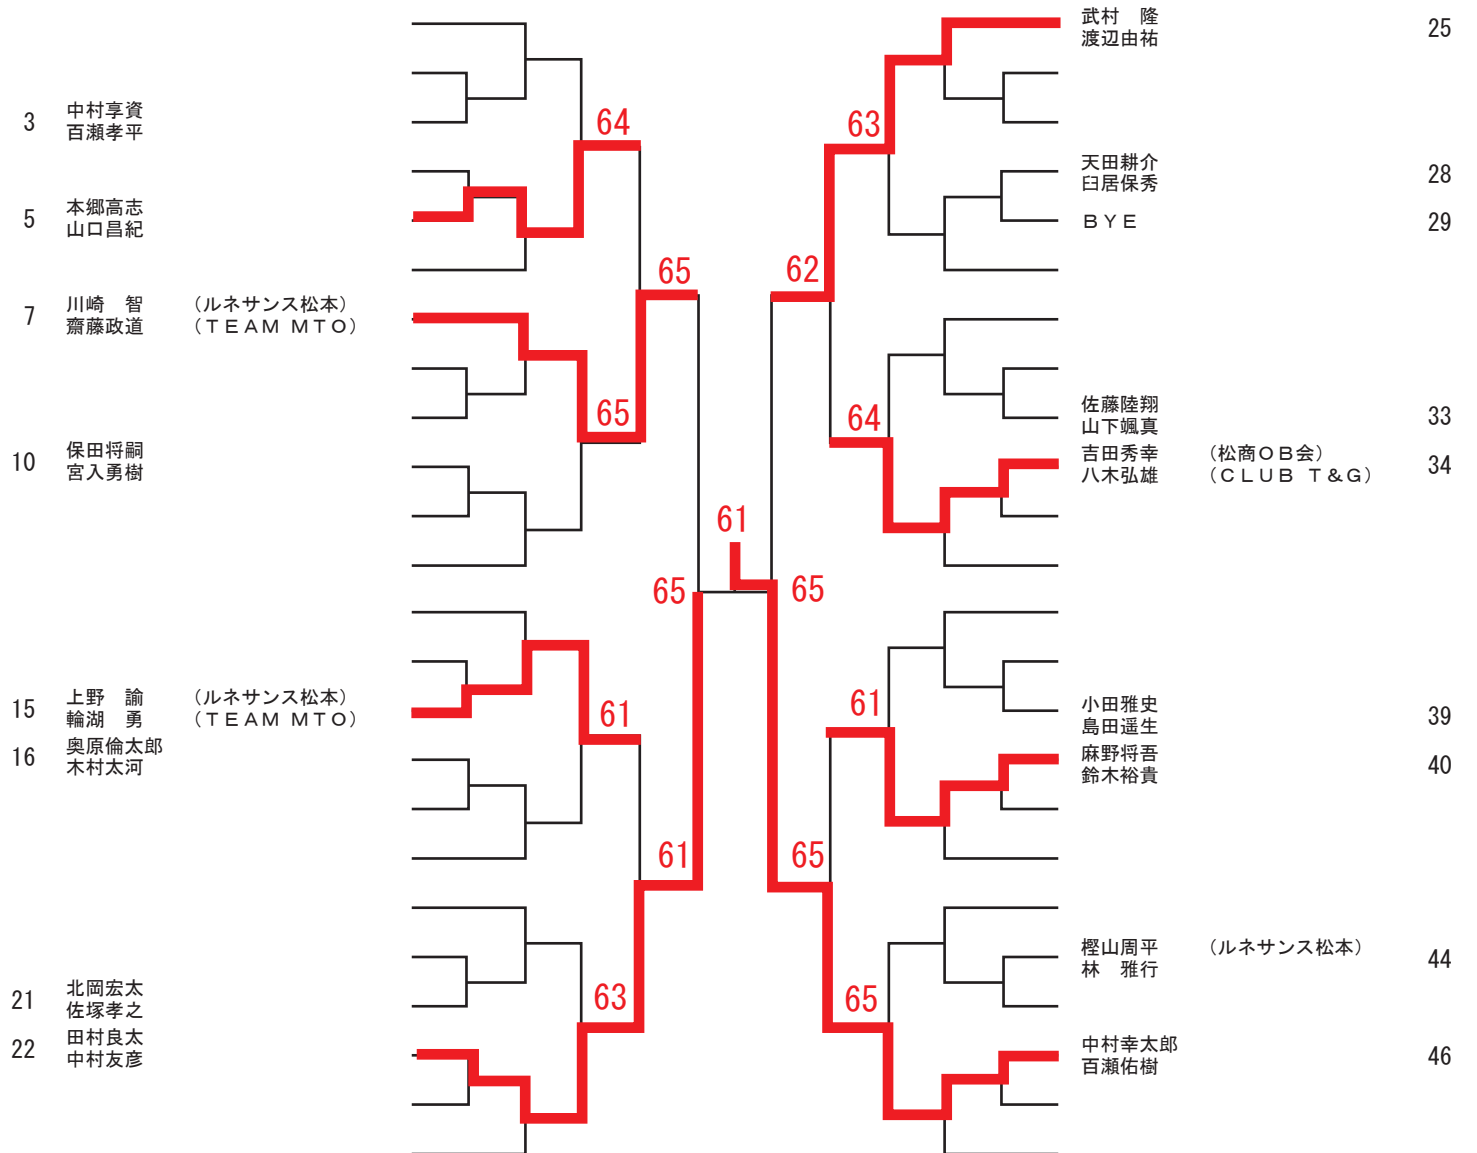 3 中村享資
百瀬孝平
5 本郷高志
山口昌紀
7 川崎　智 （ルネサンス松本）
齋藤政道 （ＴＥＡＭ ＭＴＯ）
10 保田将嗣
宮入勇樹
15 上野　諭 （ルネサンス松本）
輪湖　勇 （ＴＥＡＭ ＭＴＯ）
16 奥原倫太郎
木村太河
21 北岡宏太
佐塚孝之
22 田村良太
中村友彦
64
65
65
65
61
61
63
61
63
62
64
65
61
65
65
武村　隆 25
渡辺由祐
天田耕介 28
臼居保秀
ＢＹＥ 29
佐藤陸翔 33
山下颯真
吉田秀幸 （松商ＯＢ会） 34
八木弘雄 （ＣＬＵＢ Ｔ＆Ｇ）
小田雅史 39
島田遥生
麻野将吾 40
鈴木裕貴
樫山周平 （ルネサンス松本） 44
林　雅行
中村幸太郎 46
百瀬佑樹